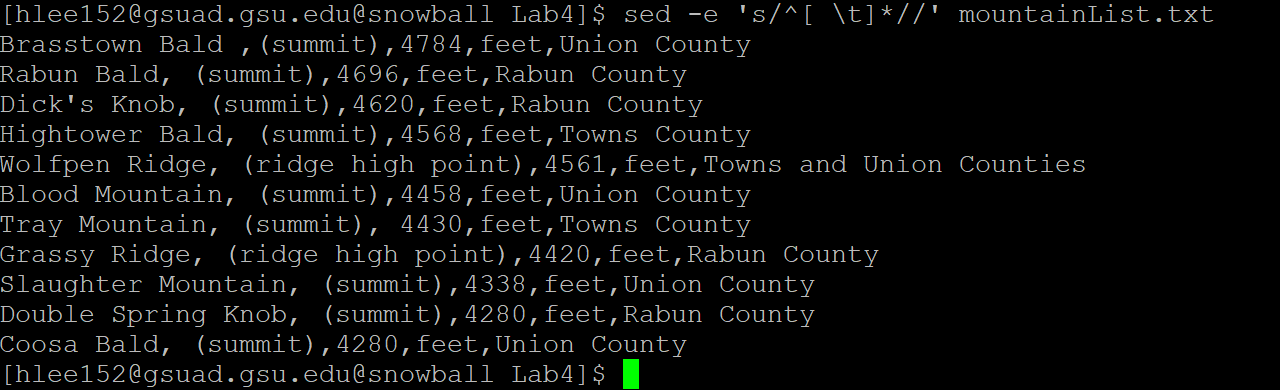 [hlee152@gsuad.gsu.edu@snowball Lab4]$ sed -e 's/^[ \t]*//' mountainList.txt
Brasstown Bald ,(summit),4784,feet,Union County
Rabun Bald, (summit),4696,feet,Rabun County
Dick's Knob, (summit),4620,feet,Rabun County
Hightower Bald, (summit),4568,feet,Towns County
Wolfpen Ridge, (ridge high point),4561,feet,Towns and Union Counties
Blood Mountain, (summit),4458,feet,Union County
Tray Mountain, (summit), 4430,feet,Towns County
Grassy Ridge, (ridge high point),4420,feet,Rabun County
Slaughter Mountain, (summit),4338,feet,Union County
Double Spring Knob, (summit),4280,feet,Rabun County
Coosa Bald, (summit),4280,feet,Union County
[hlee152@gsuad.gsu.edu@snowball Lab4]$